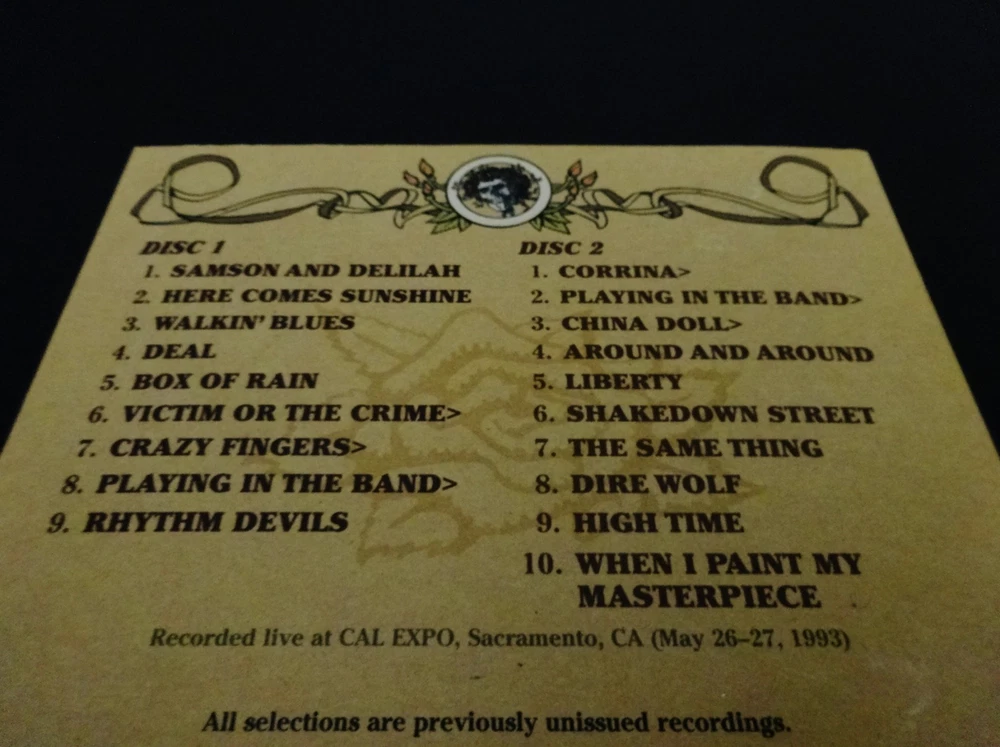 DISC 1
1. SAMSON AND DELILAH
2. HERE COMES SUNSHINE
3. WALKIN' BLUES
4. DEAL
5. BOX OF RAIN
6. VICTIM OR THE CRIME>
7. CRAZY FINGERS>
8. PLAYING IN THE BAND>
9. RHYTHM DEVILS
DISC 2
1. CORRINA>
2. PLAYING IN THE BAND>
3. CHINA DOLL>
4. AROUND AND AROUND
5. LIBERTY
6. SHAKEDOWN STREET
7. THE SAME THING
8. DIRE WOLF
9. HIGH TIME
10. WHEN I PAINT MY
MASTERPIECE
Recorded live at CAL EXPO, Sacramento, CA (May 26–27, 1993)
All selections are previously unissued recordings.